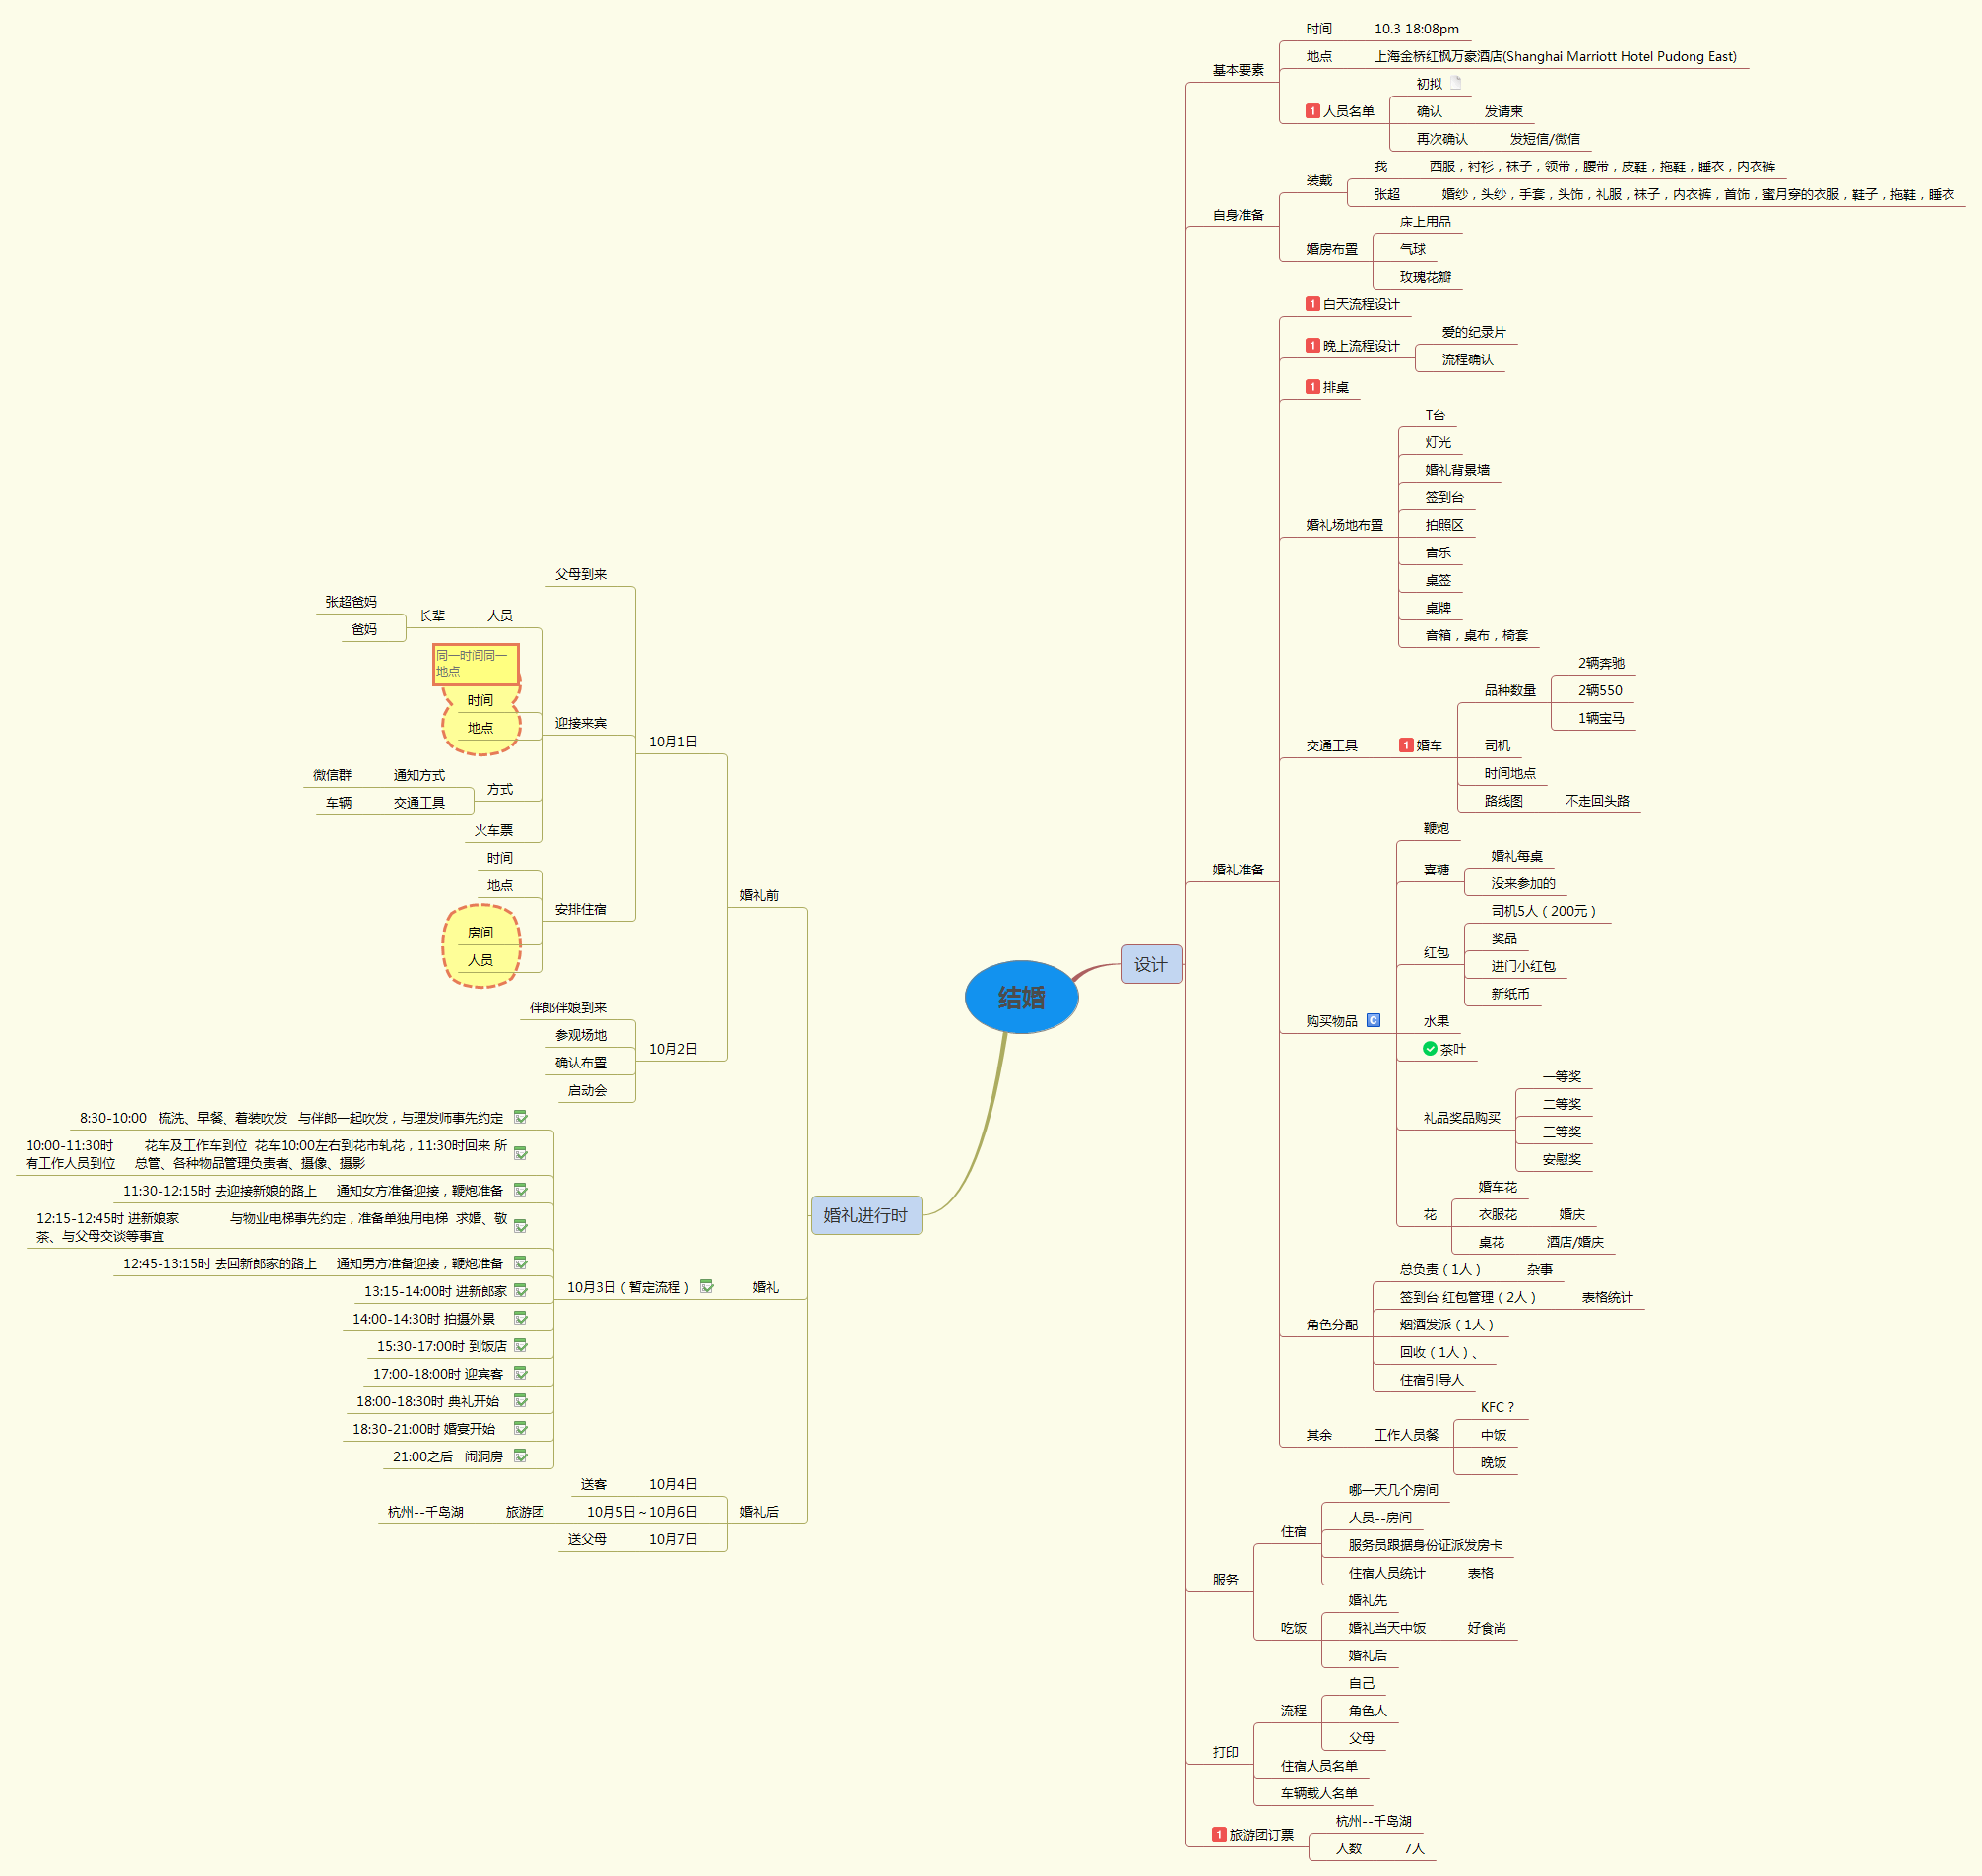 结婚
设计
基本要素
时间
10.3 18:08pm
地点
上海金桥红枫万豪酒店(Shanghai Marriott Hotel Pudong East)
1 人员名单
初拟
确认
发请柬
再次确认
发短信/微信
自身准备
装戴
我
西服，衬衫，袜子，领带，腰带，皮鞋，拖鞋，睡衣，内衣裤
张超
婚纱，头纱，手套，头饰，礼服，袜子，内衣裤，首饰，蜜月穿的衣服，鞋子，拖鞋，睡衣
婚房布置
床上用品
气球
玫瑰花瓣
婚礼准备
1 白天流程设计
1 晚上流程设计
爱的纪录片
流程确认
1 排桌
婚礼场地布置
T台
灯光
婚礼背景墙
签到台
拍照区
音乐
桌签
桌牌
音箱，桌布，椅套
交通工具
1 婚车
品种数量
2辆奔驰
2辆550
1辆宝马
司机
时间地点
路线图
不走回头路
购买物品 C
鞭炮
喜糖
婚礼每桌
没来参加的
红包
司机5人（200元）
奖品
进门小红包
新纸币
水果
茶叶
礼品奖品购买
一等奖
二等奖
三等奖
安慰奖
花
婚车花
衣服花
婚庆
桌花
酒店/婚庆
角色分配
总负责（1人）
杂事
签到台 红包管理（2人）
表格统计
烟酒发派（1人）
回收（1人）、
住宿引导人
其余
工作人员餐
KFC？
中饭
晚饭
服务
住宿
哪一天几个房间
人员--房间
服务员跟据身份证派发房卡
住宿人员统计
表格
吃饭
婚礼先
婚礼当天中饭
好食尚
婚礼后
打印
流程
自己
角色人
父母
住宿人员名单
车辆载人名单
1 旅游团订票
杭州--千岛湖
人数
7人
婚礼进行时
婚礼前
10月1日
父母到来
迎接来宾
人员
长辈
张超爸妈
爸妈
同一时间同一
地点
时间
地点
方式
通知方式
微信群
交通工具
车辆
火车票
安排住宿
时间
地点
房间
人员
10月2日
伴郎伴娘到来
参观场地
确认布置
启动会
婚礼
10月3日（暂定流程）
8:30-10:00 梳洗、早餐、着装吹发 与伴郎一起吹发，与理发师事先约定
10:00-11:30时 花车及工作车到位 花车10:00左右到花市轧花，11:30时回来 所
有工作人员到位 总管、各种物品管理负责者、摄像、摄影
11:30-12:15时 去迎接新娘的路上 通知女方准备迎接，鞭炮准备
12:15-12:45时 进新娘家 与物业电梯事先约定，准备单独用电梯 求婚、敬
茶、与父母交谈等事宜
12:45-13:15时 去回新郎家的路上 通知男方准备迎接，鞭炮准备
13:15-14:00时 进新郎家
14:00-14:30时 拍摄外景
15:30-17:00时 到饭店
17:00-18:00时 迎宾客
18:00-18:30时 典礼开始
18:30-21:00时 婚宴开始
21:00之后 闹洞房
婚礼后
10月4日
送客
10月5日～10月6日
旅游团
杭州--千岛湖
10月7日
送父母